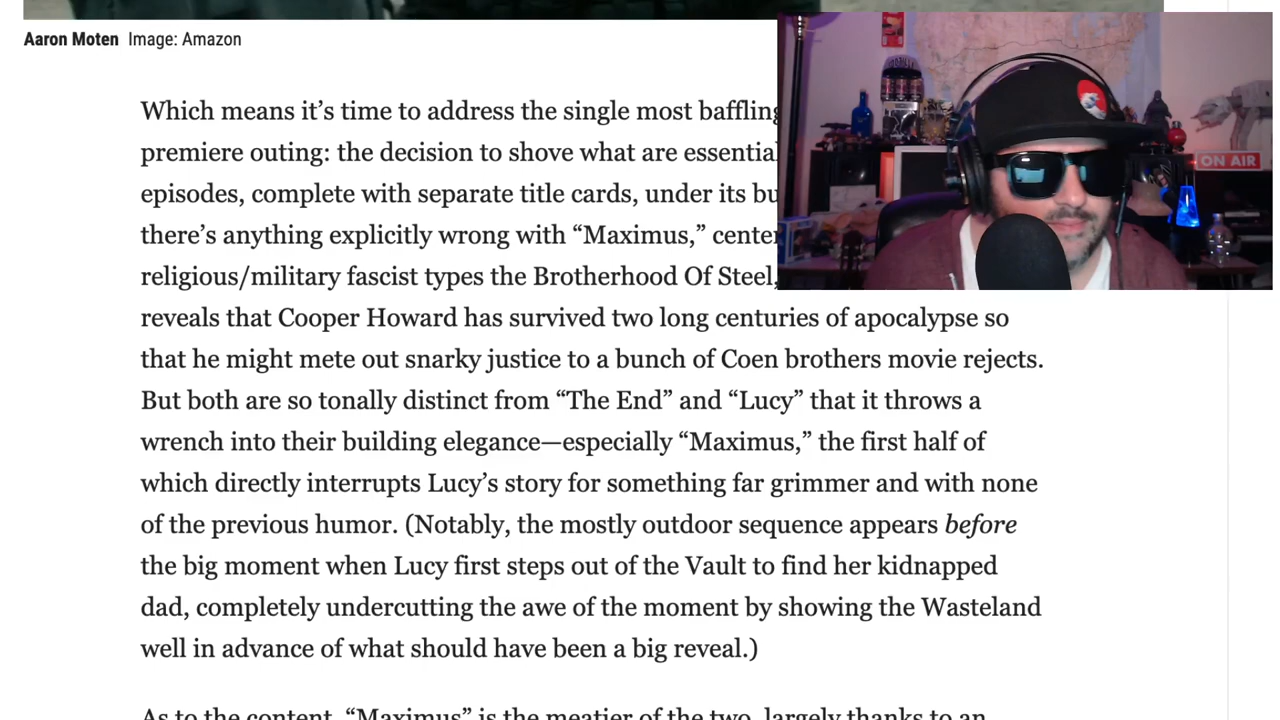 Aaron Moten Image: Amazon
Which means it’s time to address the single most baffling
premiere outing: the decision to shove what are
episodes, complete with separate title cards, under its
there’s anything explicitly wrong with “Maximus,”
religious/military fascist types the Brotherhood Of Steel,
reveals that Cooper Howard has survived two long centuries of apocalypse so
that he might mete out snarky justice to a bunch of Coen brothers movie rejects.
But both are so tonally distinct from “The End” and “Lucy” that it throws a
wrench into their building elegance—especially “Maximus,” the first half of
which directly interrupts Lucy’s story for something far grimmer and with none
of the previous humor. (Notably, the mostly outdoor sequence appears before
the big moment when Lucy first steps out of the Vault to find her kidnapped
dad, completely undercutting the awe of the moment by showing the Wasteland
well in advance of what should have been a big reveal.)
As to the content, “Maximus” is the meatier of the two, largely thanks to an
ON AIR